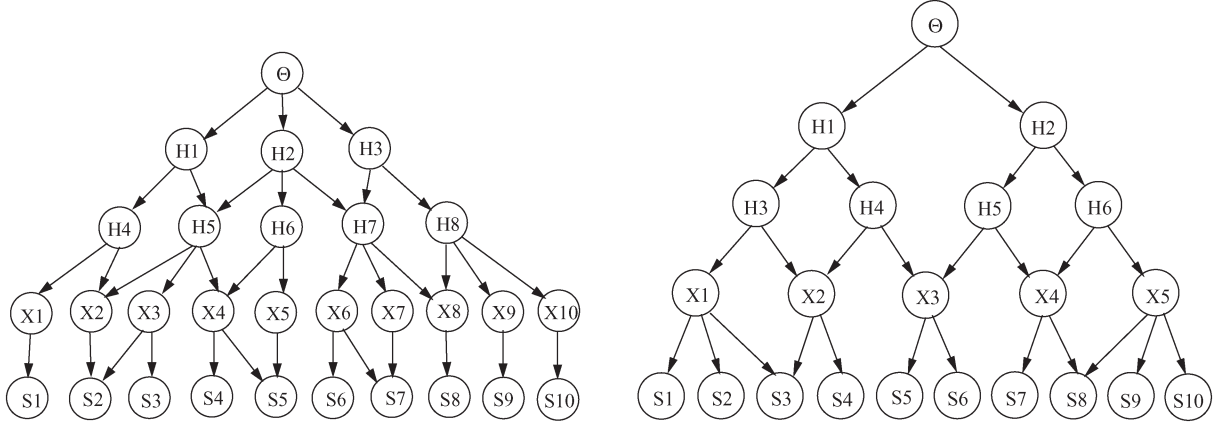 Θ
H1 H2 H3
H4 H5 H6 H7 H8
X1 X2 X3 X4 X5 X6 X7 X8 X9 X10
S1 S2 S3 S4 S5 S6 S7 S8 S9 S10
Θ
H1 H2
H3 H4 H5 H6
X1 X2 X3 X4 X5
S1 S2 S3 S4 S5 S6 S7 S8 S9 S10